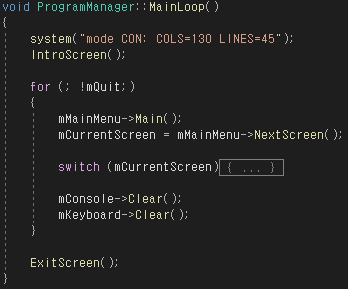 void ProgramManager::MainLoop()
{
system("mode CON: COLS=130 LINES=45");
IntroScreen();
for (; !mQuit;)
{
mMainMenu->Main();
mCurrentScreen = mMainMenu->NextScreen();
switch (mCurrentScreen){ ... }
mConsole->Clear();
mKeyboard->Clear();
}
ExitScreen();
}